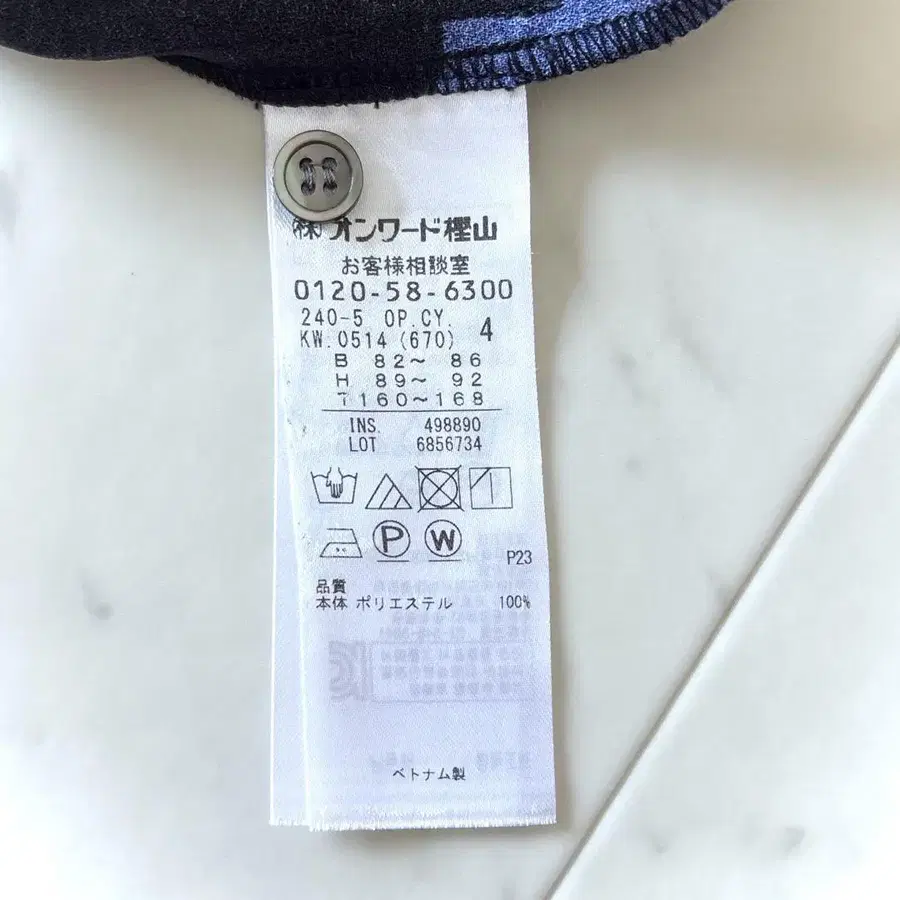 ㈱オンワード樫山
お客様相談室
0120-58-6300
240-5 OP.CY. 4
KW.0514 (670)
B 82〜 86
H 89〜 92
T160〜168
INS. 498890
LOT 6856734
P
W
P23
品質
本体 ポリエステル 100%
ベトナム製